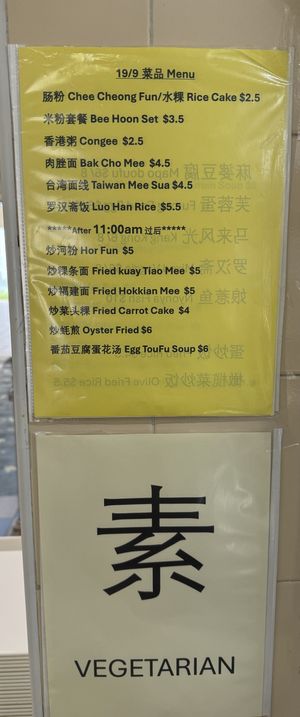 19/9 菜品 Menu
肠粉 Chee Cheong Fun/水粿 Rice Cake $2.5
米粉套餐 Bee Hoon Set $3.5
香港粥 Congee $2.5
肉脞面 Bak Cho Mee $4.5
台湾面线 Taiwan Mee Sua $4.5
罗汉斋饭 Luo Han Rice $5.5
*****After 11:00am 过后*****
炒河粉 Hor Fun $5
炒粿条面 Fried kuay Tiao Mee $5
炒福建面 Fried Hokkian Mee $5
炒菜头粿 Fried Carrot Cake $4
炒蚝煎 Oyster Fried $6
番茄豆腐蛋花汤 Egg TouFu Soup $6
素
VEGETARIAN